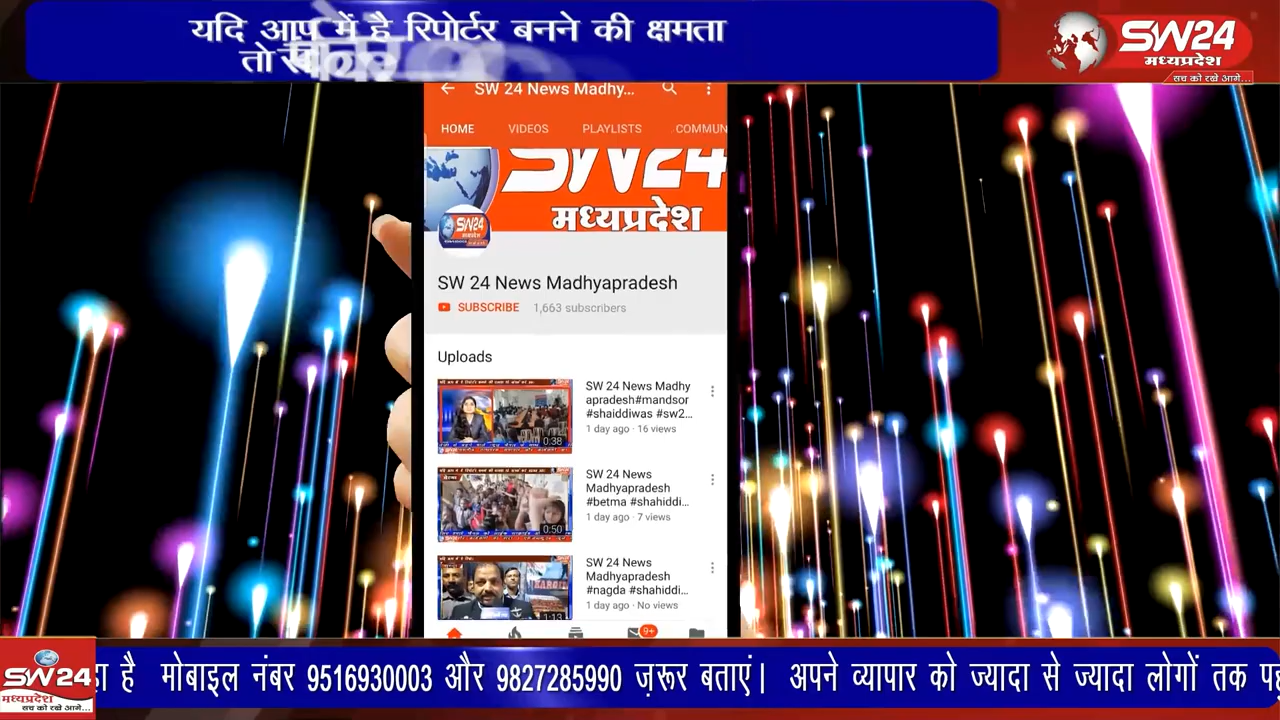 यदि आप में है रिपोर्टर बनने की क्षमता
तो
SW24
मध्यप्रदेश
सच को रखे आगे...
SW 24 News Madhy...
HOME VIDEOS PLAYLISTS COMMUN
SW24
मध्यप्रदेश
SW24
SW 24 News Madhyapradesh
SUBSCRIBE 1,663 subscribers
Uploads
SW 24 News Madhy
apradesh#mandsor
#shaiddiwas #sw2...
1 day ago · 16 views
0:38
SW 24 News
Madhyapradesh
#betma #shahiddi...
1 day ago · 7 views
0:50
SW 24 News
Madhyapradesh
#nagda #shahiddi...
1 day ago · No views
1:13
9+
SW24
मध्यप्रदेश
सच को रखे आगे...
है मोबाइल नंबर 9516930003 और 9827285990 ज़रूर बताएं। अपने व्यापार को ज्यादा से ज्यादा लोगों तक